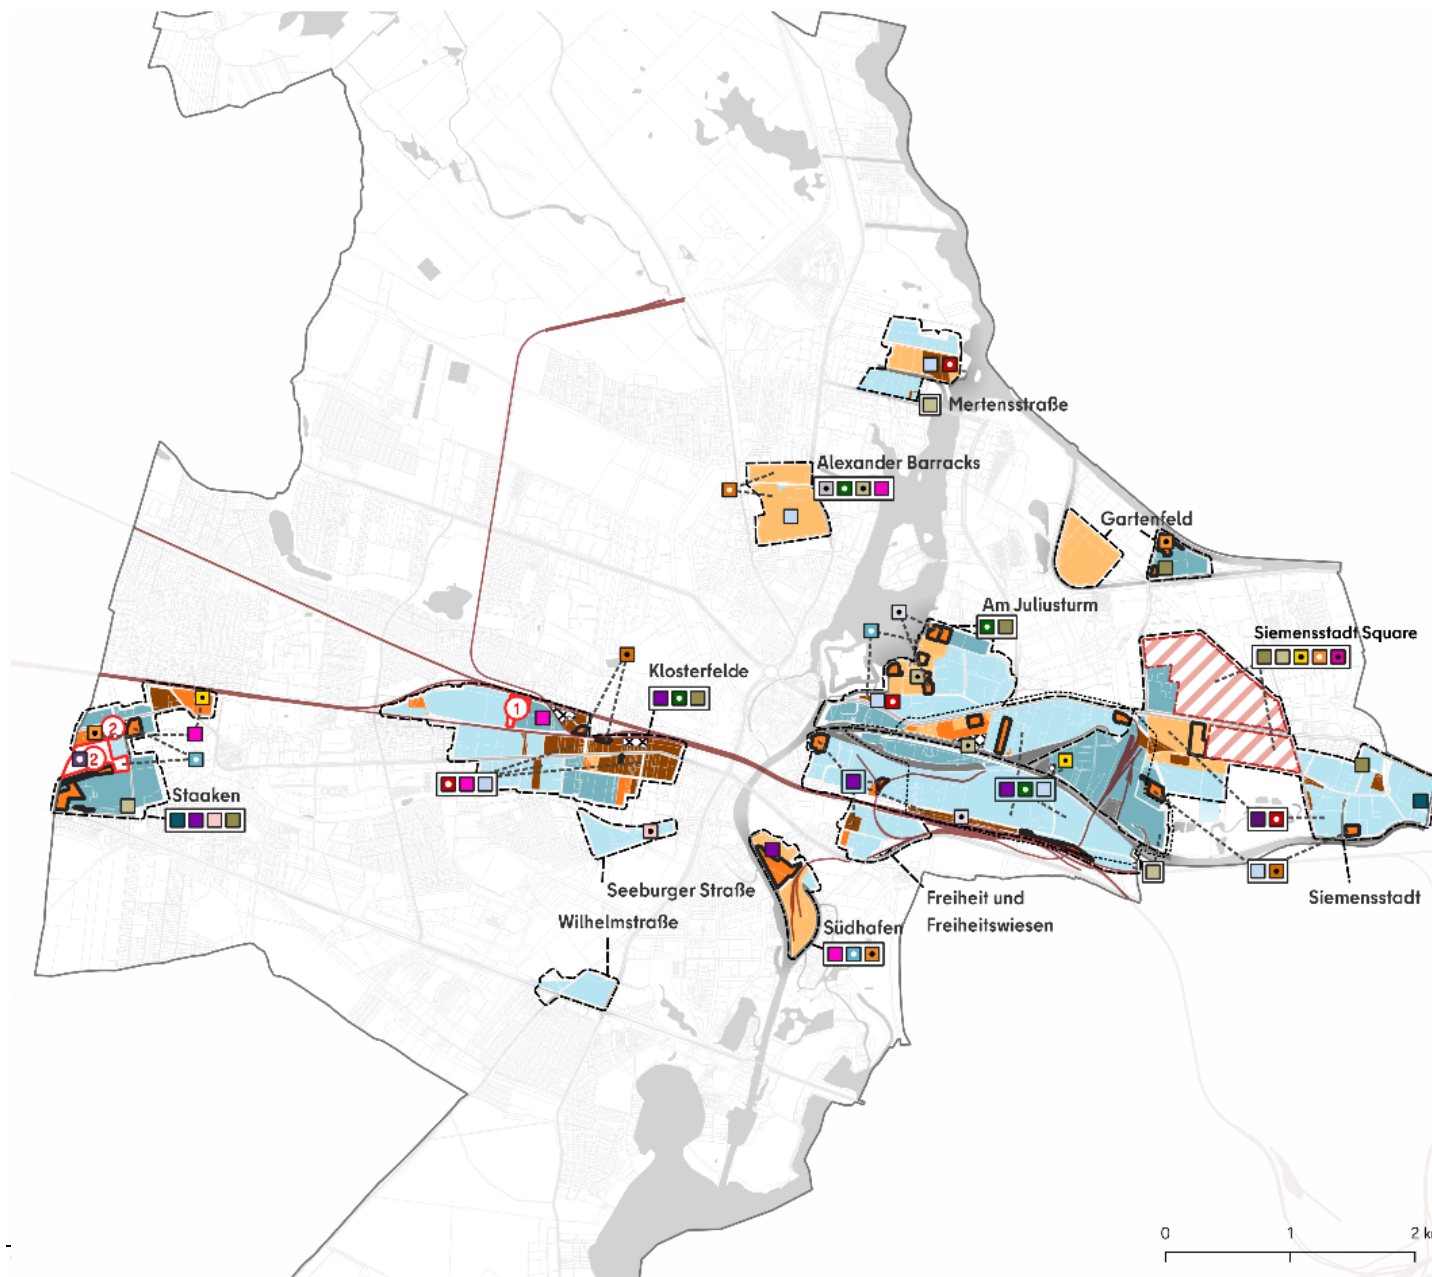 Mertensstraße
Alexander Barracks
Gartenfeld
Am Juliusturm
Siemensstadt Square
Klosterfelde
1
2
2
Staaken
Seeburger Straße
Wilhelmstraße
Südhafen
Freiheit und
Freiheitswiesen
Siemensstadt
0 1 2